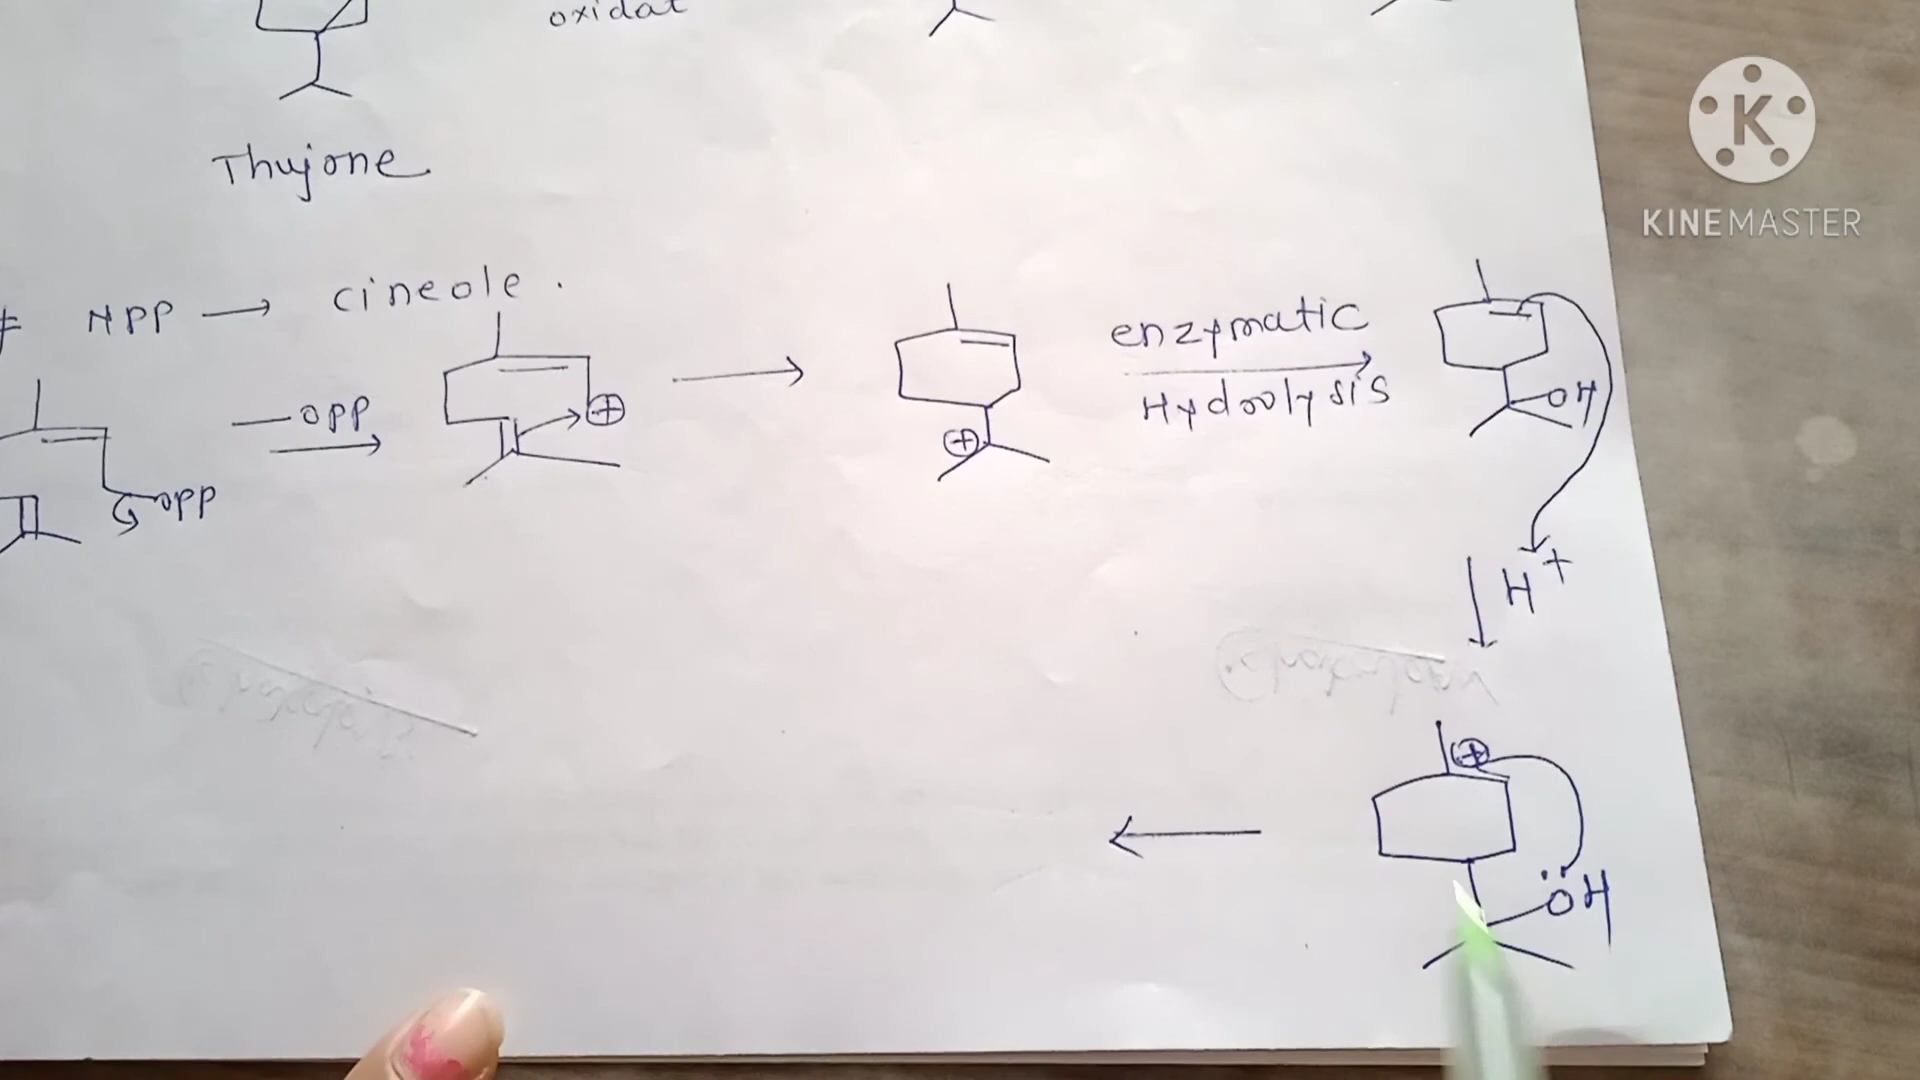 oxidat
Thujone
NPP → cineole .
enzymatic
Hydrolysis
— OPP
OPP
OH
H+
ÖH
K
KINEMASTER